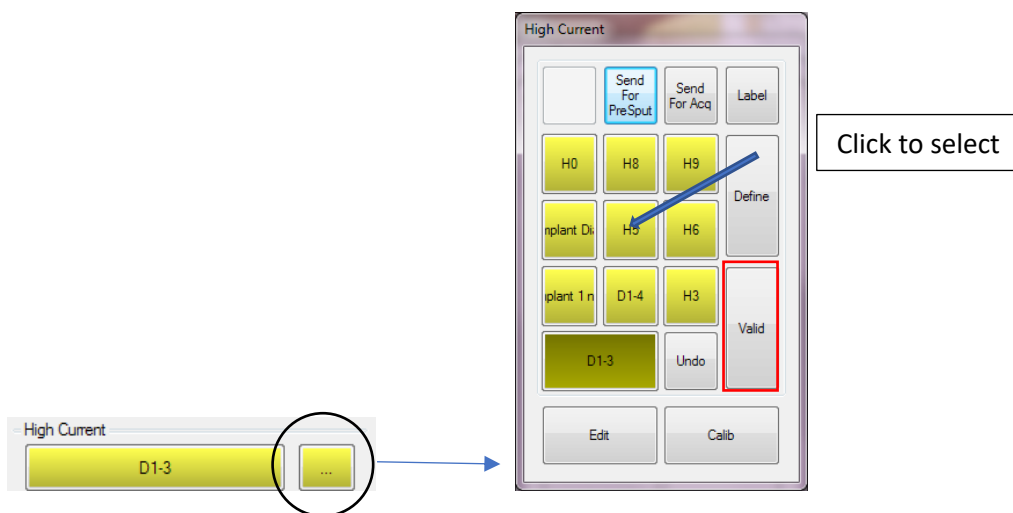 High Current
Send
For
PreSput
Send
For Acq
Label
Click to select
H0
H8
H9
Define
nplant Di
H5
H6
plant 1 n
D1-4
H3
Valid
D1-3
Undo
Edit
Calib
High Current
D1-3
...